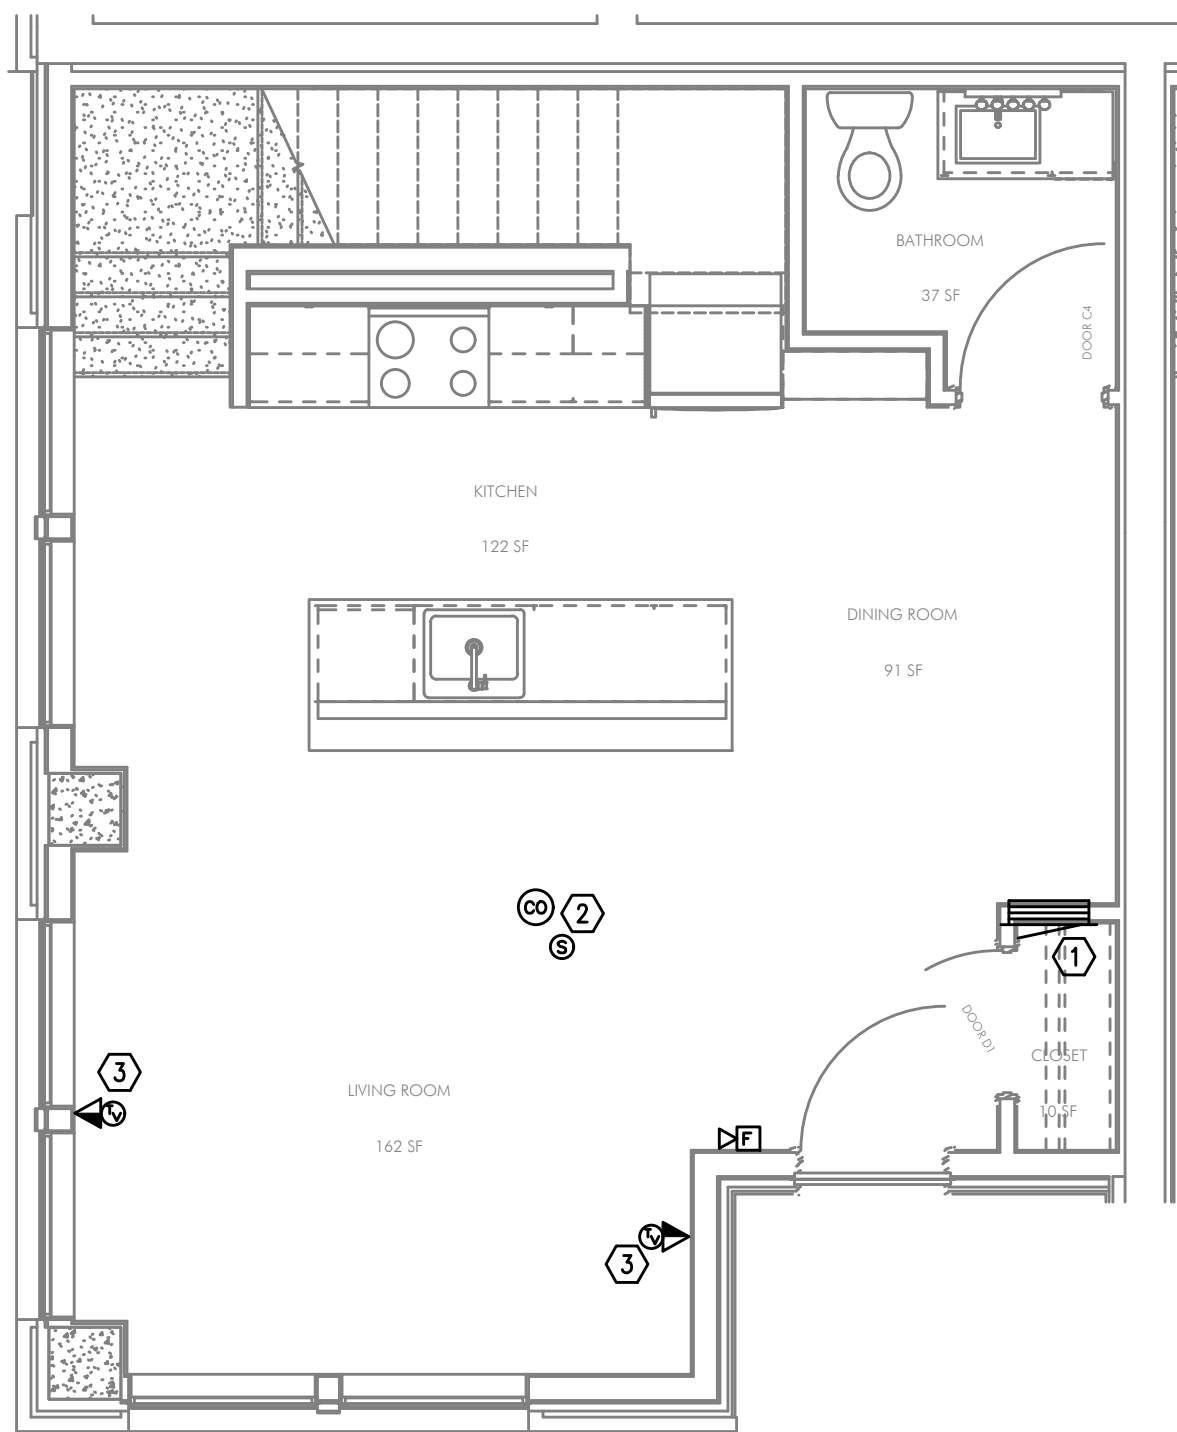 BATHROOM
37 SF
DOOR C4
KITCHEN
122 SF
DINING ROOM
91 SF
CO
2
S
1
DOOR D1
CLOSET
10 SF
3
TV
LIVING ROOM
162 SF
F
TV
3